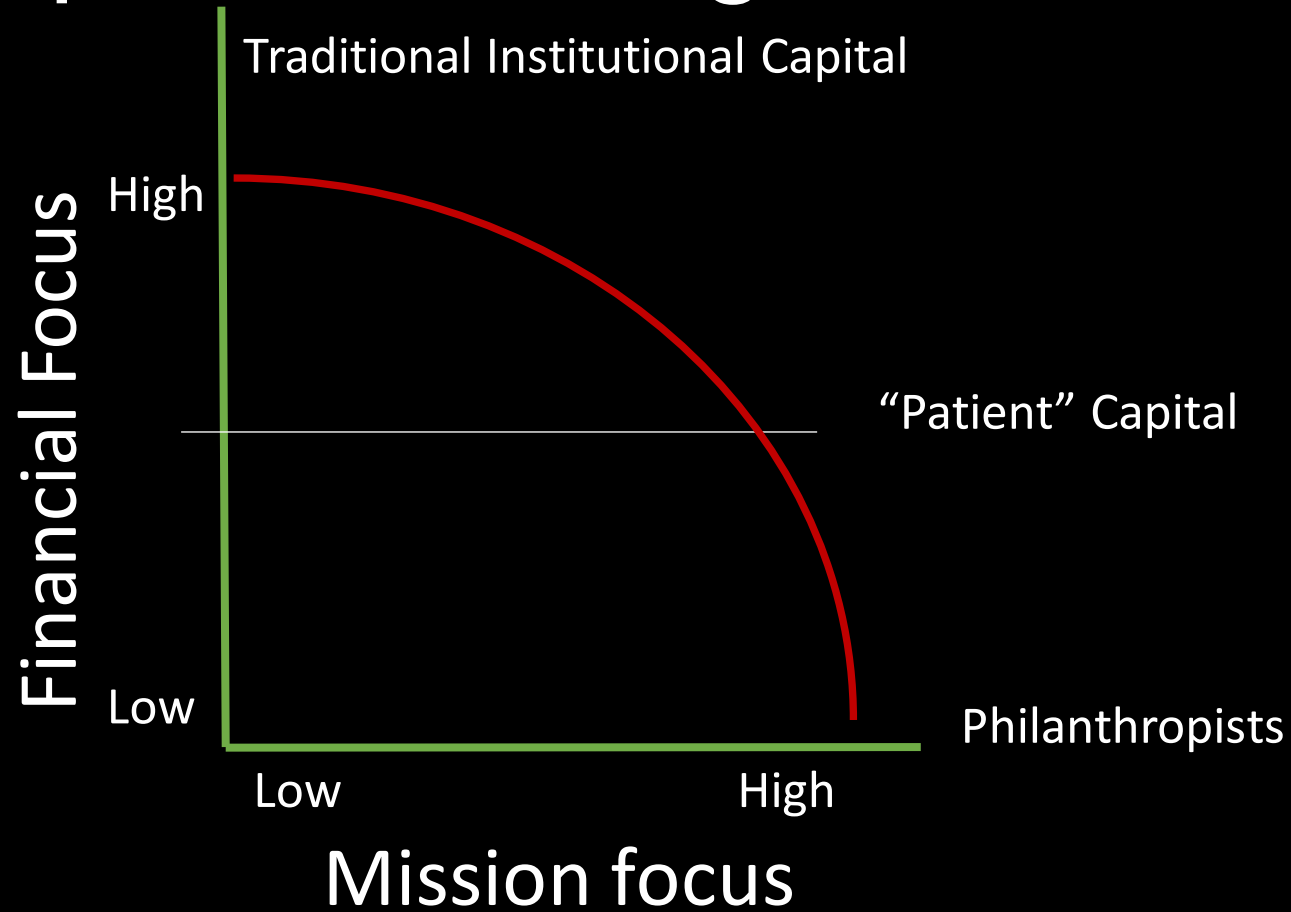 Traditional Institutional Capital
High
Financial Focus
“Patient” Capital
Low
Philanthropists
Low High
Mission focus